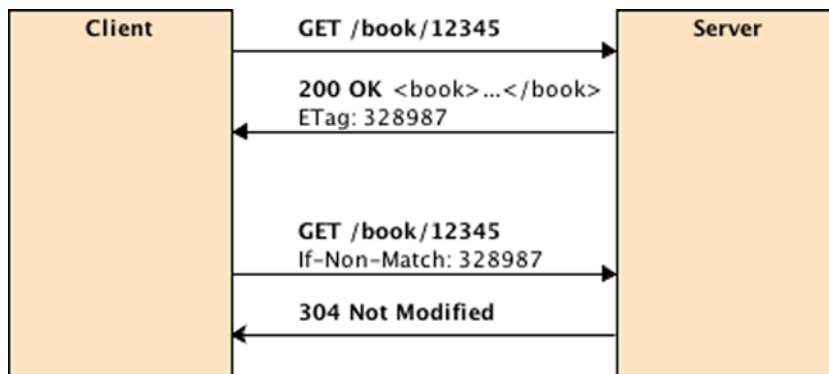 Client
GET /book/12345
Server
200 OK <book>...</book>
ETag: 328987
GET /book/12345
If-Non-Match: 328987
304 Not Modified